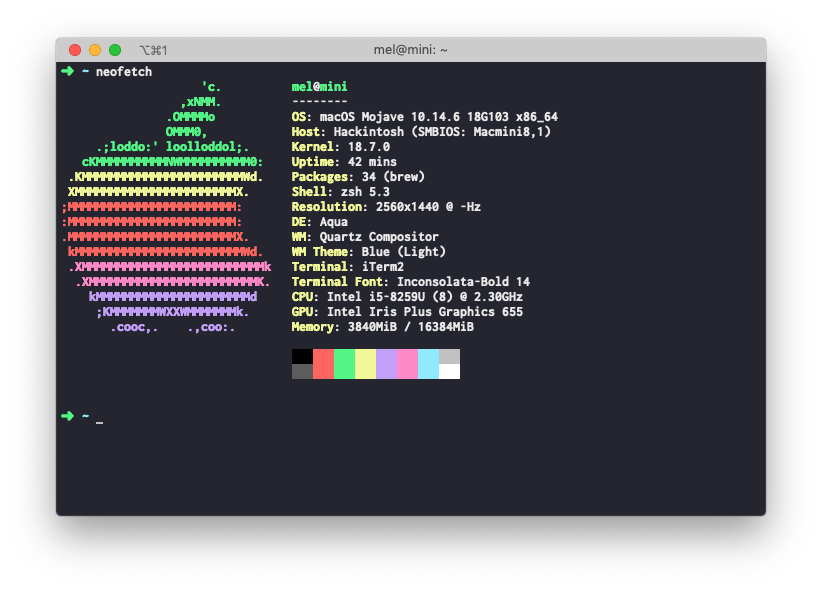 ⌥⌘1 mel@mini: ~
➜ ~ neofetch
'c. mel@mini
,xNMM. --------
.OMMMMo OS: macOS Mojave 10.14.6 18G103 x86_64
OMMM0, Host: Hackintosh (SMBIOS: Macmini8,1)
.;loddo:' loolloddol;. Kernel: 18.7.0
cKMMMMMMMMMMNWMMMMMMMMMM0: Uptime: 42 mins
.KMMMMMMMMMMMMMMMMMMMMMMMWd. Packages: 34 (brew)
XMMMMMMMMMMMMMMMMMMMMMMMX. Shell: zsh 5.3
;MMMMMMMMMMMMMMMMMMMMMMMM: Resolution: 2560x1440 @ -Hz
:MMMMMMMMMMMMMMMMMMMMMMMM: DE: Aqua
.MMMMMMMMMMMMMMMMMMMMMMMMX. WM: Quartz Compositor
kMMMMMMMMMMMMMMMMMMMMMMMMWd. WM Theme: Blue (Light)
.XMMMMMMMMMMMMMMMMMMMMMMMMMMk Terminal: iTerm2
.XMMMMMMMMMMMMMMMMMMMMMMMMK. Terminal Font: Inconsolata-Bold 14
kMMMMMMMMMMMMMMMMMMMMMMd CPU: Intel i5-8259U (8) @ 2.30GHz
;KMMMMMMMWXXWMMMMMMMk. GPU: Intel Iris Plus Graphics 655
.cooc,. .,coo:. Memory: 3840MiB / 16384MiB
➜ ~ _